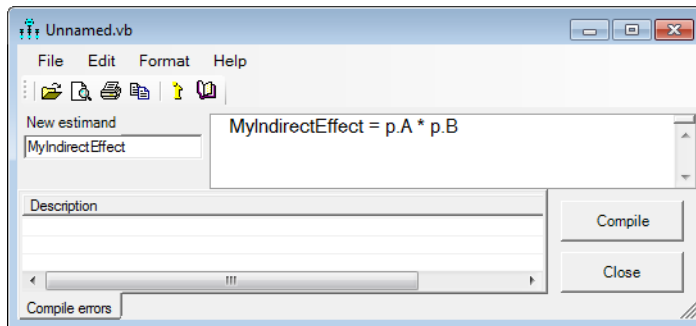 Unnamed.vb
File Edit Format Help
New estimand
MyIndirectEffect
MyIndirectEffect = p.A * p.B
Description
Compile
Close
Compile errors